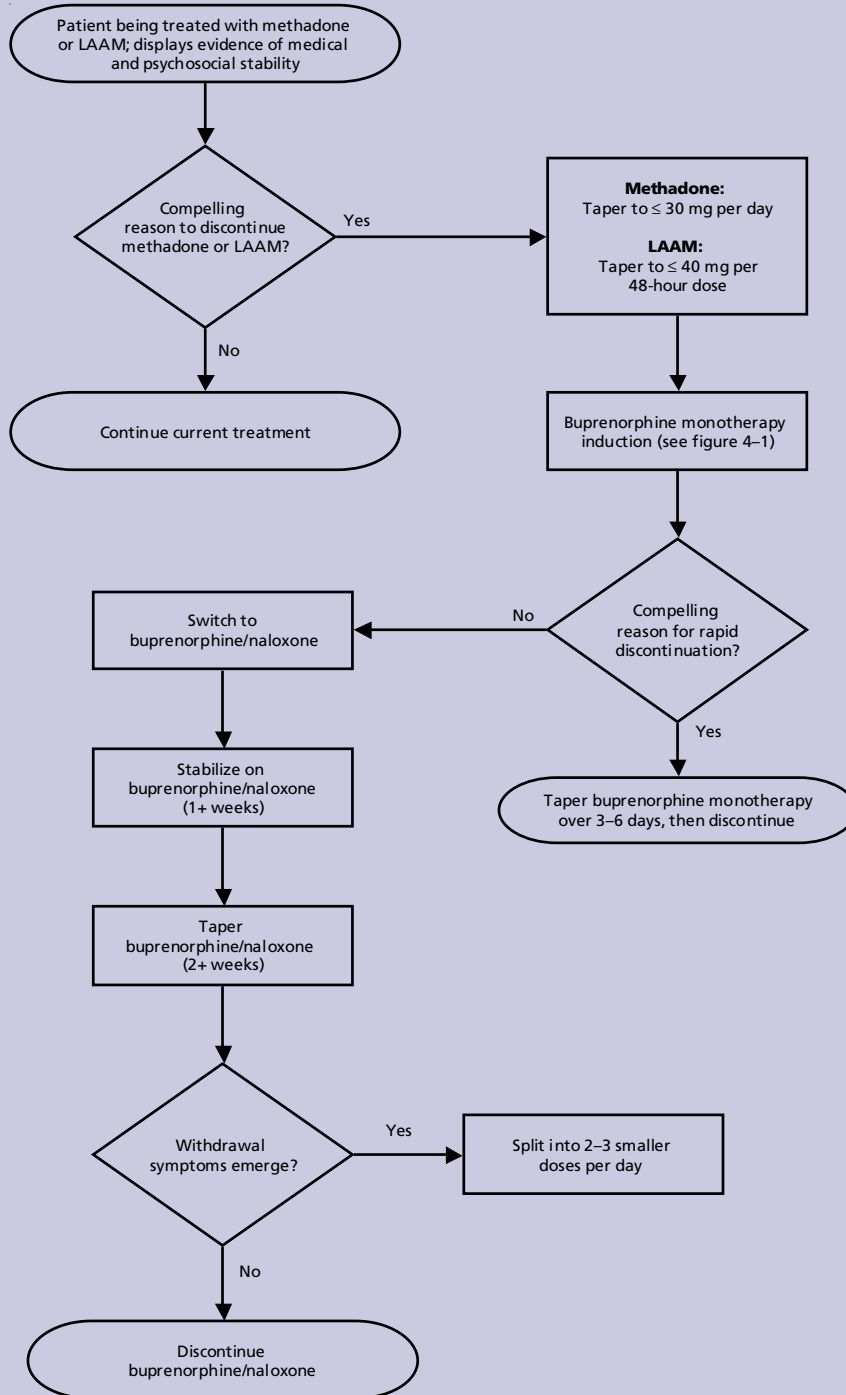 Patient being treated with methadone
or LAAM; displays evidence of medical
and psychosocial stability
Compelling
reason to discontinue
methadone or LAAM?
Yes
Methadone:
Taper to ≤ 30 mg per day
LAAM:
Taper to ≤ 40 mg per
48-hour dose
No
Continue current treatment
Buprenorphine monotherapy
induction (see figure 4–1)
Compelling
reason for rapid
discontinuation?
No
Switch to
buprenorphine/naloxone
Yes
Taper buprenorphine monotherapy
over 3–6 days, then discontinue
Stabilize on
buprenorphine/naloxone
(1+ weeks)
Taper
buprenorphine/naloxone
(2+ weeks)
Withdrawal
symptoms emerge?
Yes
Split into 2–3 smaller
doses per day
No
Discontinue
buprenorphine/naloxone